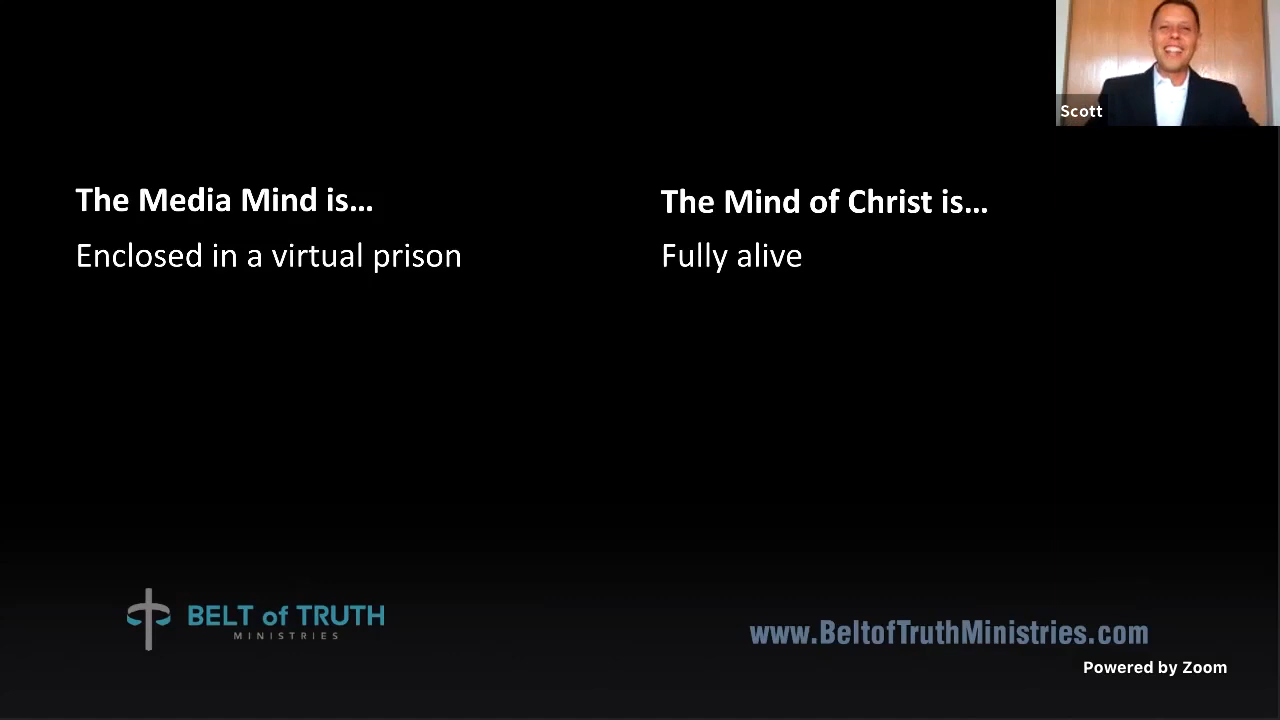 Scott
The Media Mind is...
Enclosed in a virtual prison
The Mind of Christ is...
Fully alive
BELT of TRUTH
MINISTRIES
www.BeltofTruthMinistries.com
Powered by Zoom